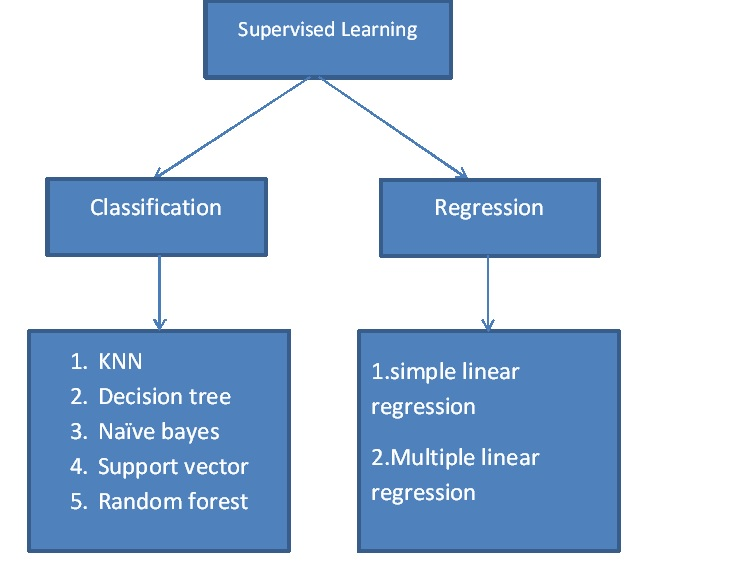 Supervised Learning
Classification
Regression
1. KNN
2. Decision tree
3. Naïve bayes
4. Support vector
5. Random forest
1.simple linear
regression
2.Multiple linear
regression